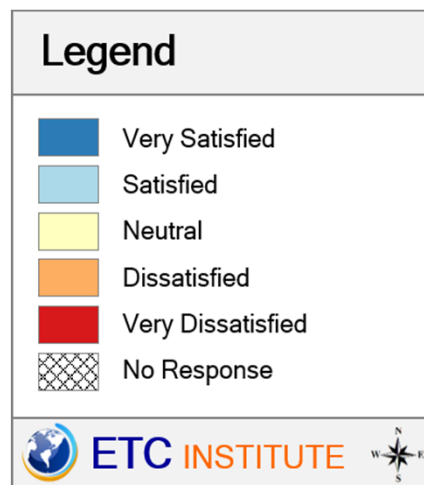 Legend
Very Satisfied
Satisfied
Neutral
Dissatisfied
Very Dissatisfied
No Response
ETC INSTITUTE
N
W E
S